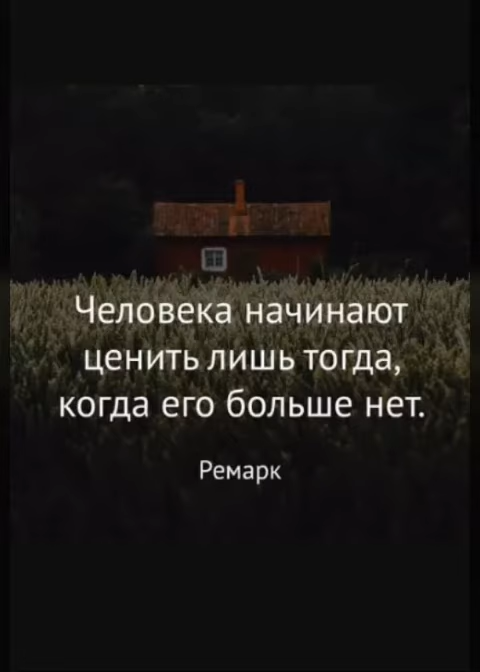 Человека начинают
ценить лишь тогда,
когда его больше нет.
Ремарк